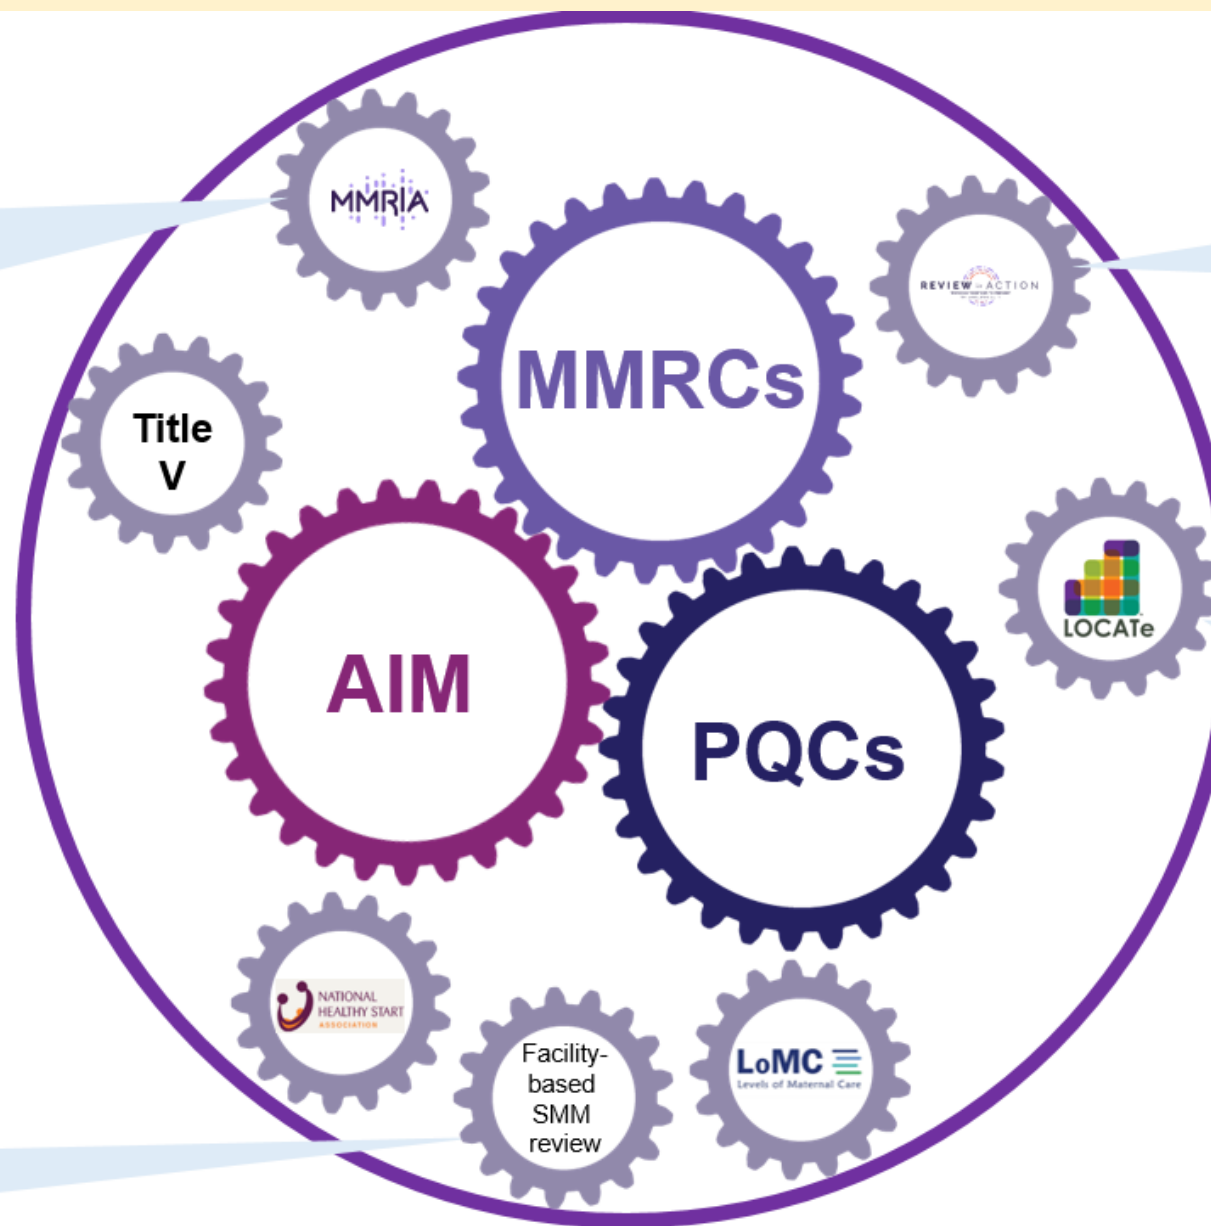 MMRIA
MMRCs
REVIEW to ACTION
Title
V
LOCATe
AIM
PQCs
NATIONAL
HEALTHY START
ASSOCIATION
Facility-
based
SMM
review
LoMC
Levels of Maternal Care